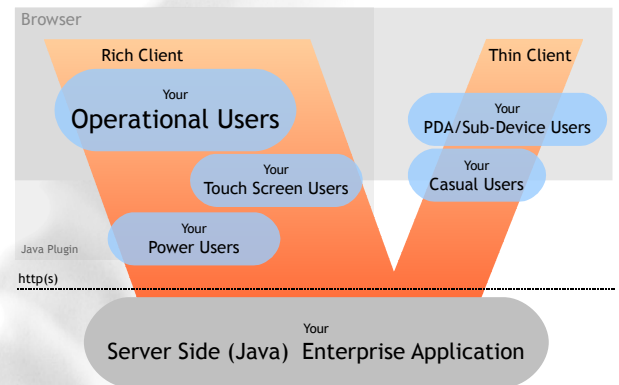 Browser
Rich Client
Thin Client
Your
Operational Users
Your
PDA/Sub-Device Users
Your
Touch Screen Users
Your
Casual Users
Your
Power Users
Java Plugin
http(s)
Your
Server Side (Java) Enterprise Application